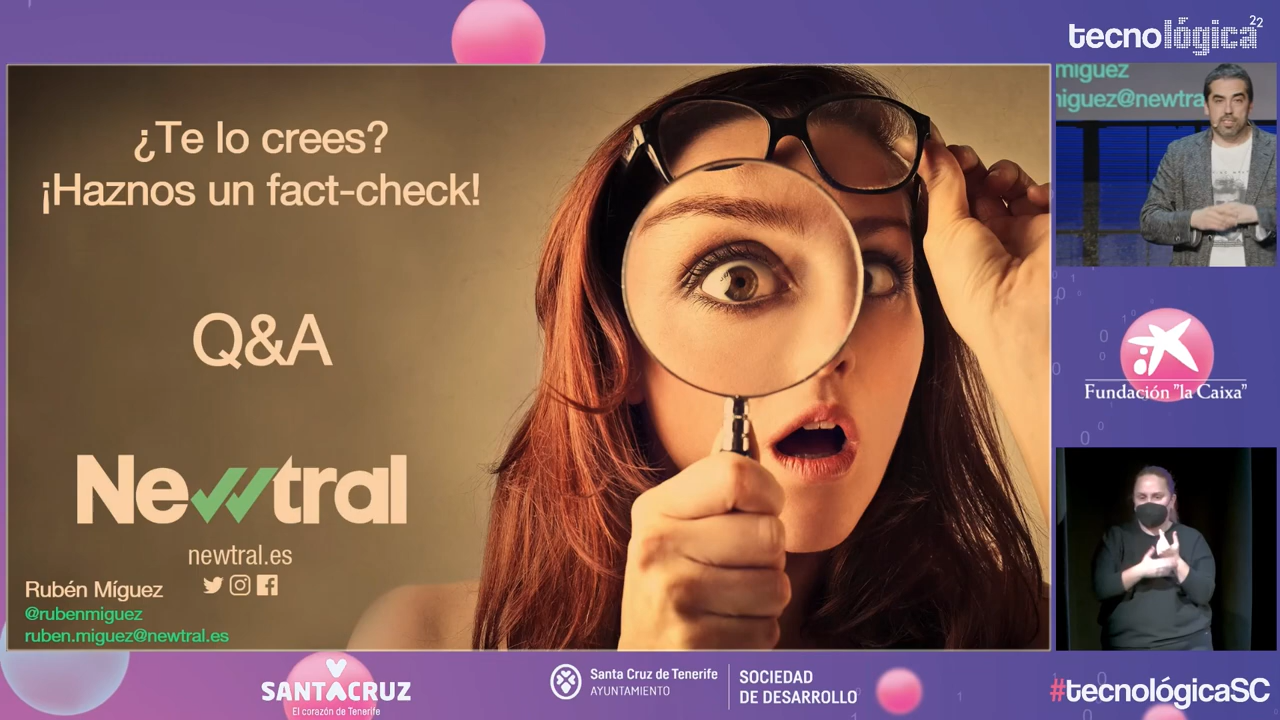 tecnológica22
¿Te lo crees?
¡Haznos un fact-check!
Q&A
Newtral
newtral.es
Rubén Míguez
@rubenmiguez
ruben.miguez@newtral.es
miguez
miguez@newtra
Fundación "la Caixa"
SANTACRUZ
El corazón de Tenerife
Santa Cruz de Tenerife
AYUNTAMIENTO
SOCIEDAD
DE DESARROLLO
#tecnológicaSC